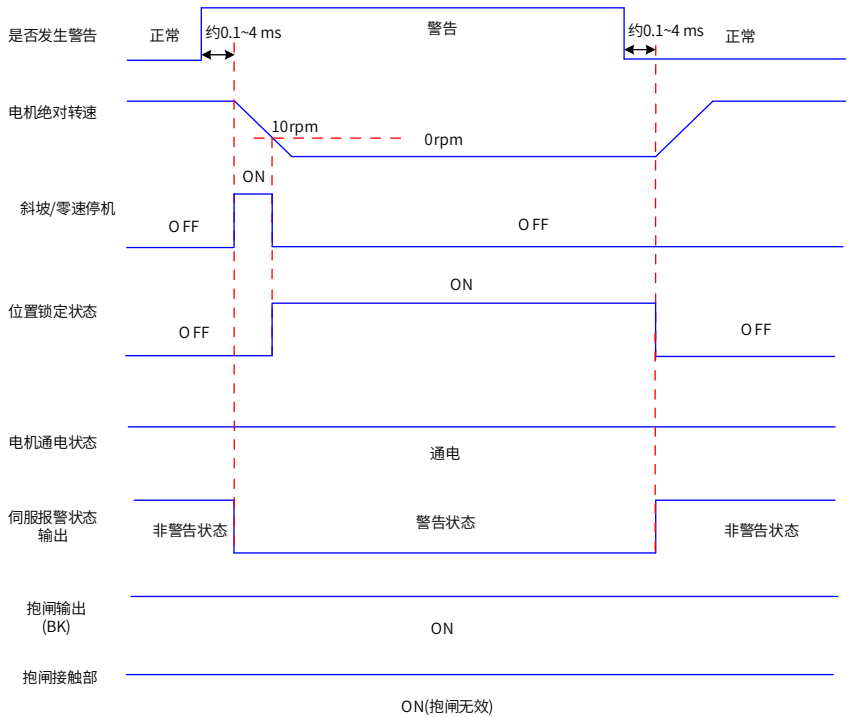 是否发生警告
正常
约0.1~4 ms
警告
约0.1~4 ms
正常
电机绝对转速
10rpm
0rpm
斜坡/零速停机
OFF
ON
OFF
位置锁定状态
OFF
ON
OFF
电机通电状态
通电
伺服报警状态
输出
非警告状态
警告状态
非警告状态
抱闸输出
(BK)
ON
抱闸接触部
ON(抱闸无效)